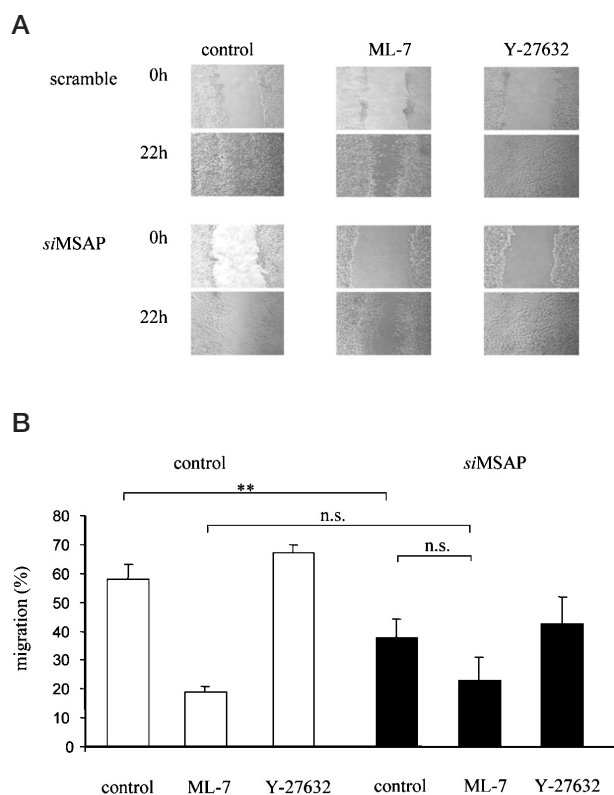 A
control ML-7 Y-27632
scramble 0h
22h
siMSAP 0h
22h
B
control siMSAP
**
n.s.
n.s.
80
70
60
50
40
30
20
10
0
migration (%)
control ML-7 Y-27632 control ML-7 Y-27632